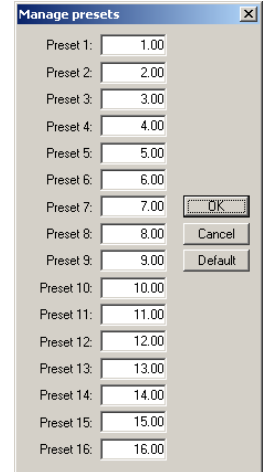 Manage presets
Preset 1: 1.00
Preset 2: 2.00
Preset 3: 3.00
Preset 4: 4.00
Preset 5: 5.00
Preset 6: 6.00
Preset 7: 7.00 OK
Preset 8: 8.00 Cancel
Preset 9: 9.00 Default
Preset 10: 10.00
Preset 11: 11.00
Preset 12: 12.00
Preset 13: 13.00
Preset 14: 14.00
Preset 15: 15.00
Preset 16: 16.00